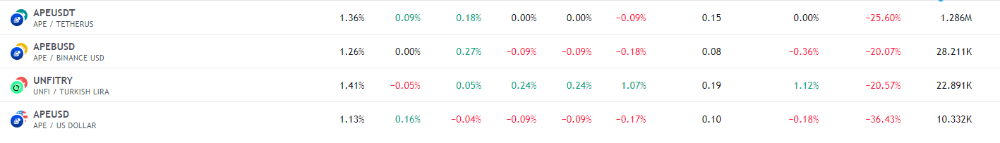 APEUSDT
APE / TETHERUS
1.36% 0.09% 0.18% 0.00% 0.00% −0.09% 0.15 0.00% −25.60% 1.286M
APEBUSD
APE / BINANCE USD
1.26% 0.00% 0.27% −0.09% −0.09% −0.18% 0.08 −0.36% −20.07% 28.211K
UNFITRY
UNFI / TURKISH LIRA
1.41% −0.05% 0.05% 0.24% 0.24% 1.07% 0.19 1.12% −20.57% 22.891K
APEUSD
APE / US DOLLAR
1.13% 0.16% −0.04% −0.09% −0.09% −0.17% 0.10 −0.18% −36.43% 10.332K